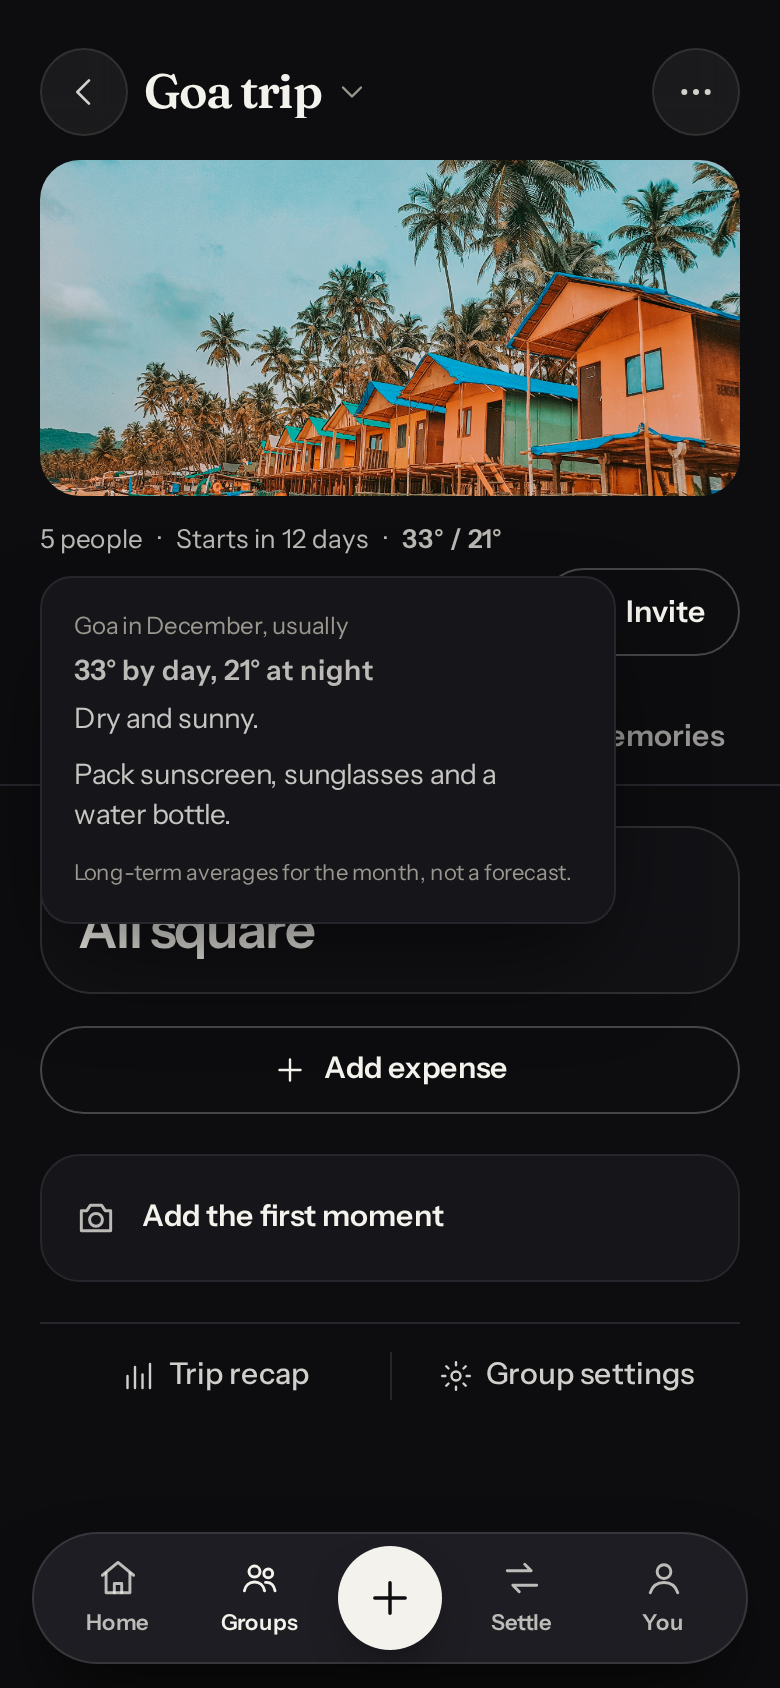 Goa trip
5 people · Starts in 12 days · 33° / 21°
Invite
Goa in December, usually
33° by day, 21° at night
Dry and sunny.
Pack sunscreen, sunglasses and a
water bottle.
Long-term averages for the month, not a forecast.
emories
All square
Add expense
Add the first moment
Trip recap
Group settings
Home
Groups
Settle
You